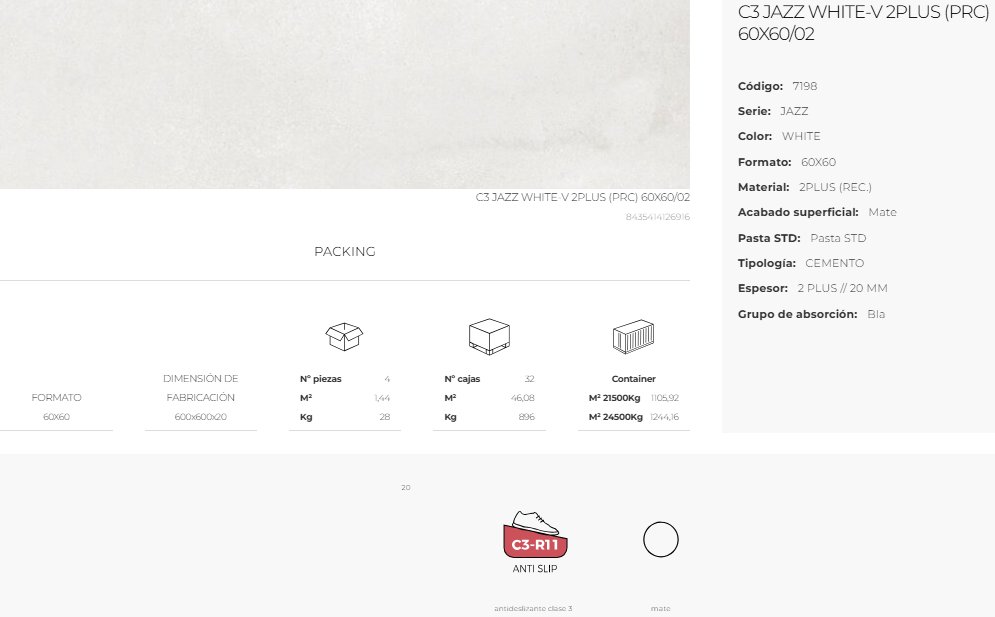 C3 JAZZ WHITE-V 2PLUS (PRC)
60X60/02
Código: 7198
Serie: JAZZ
Color: WHITE
Formato: 60X60
Material: 2PLUS (REC.)
Acabado superficial: Mate
Pasta STD: Pasta STD
Tipología: CEMENTO
Espesor: 2 PLUS // 20 MM
Grupo de absorción: Bla
C3 JAZZ WHITE-V 2PLUS (PRC) 60X60/02
8435414126916
PACKING
FORMATO
60X60
DIMENSIÓN DE
FABRICACIÓN
600x600x20
Nº piezas 4
M² 1,44
Kg 28
Nº cajas 32
M² 46,08
Kg 896
Container
M² 21500Kg 1105,92
M² 24500Kg 1244,16
20
C3-R11
ANTI SLIP
antideslizante clase 3
mate